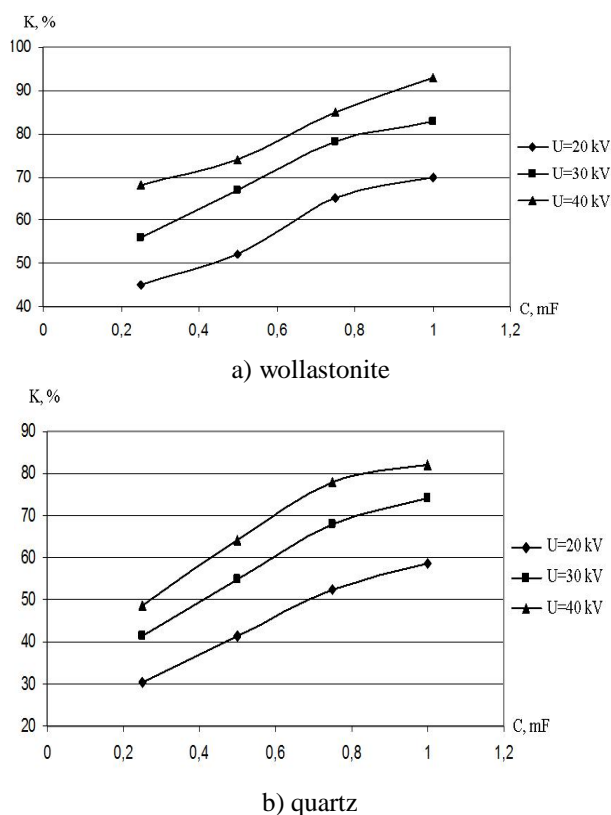 K, %
100
90
80
70
60
50
40
0 0,2 0,4 0,6 0,8 1 1,2
C, mF
U=20 kV
U=30 kV
U=40 kV
a) wollastonite
K, %
90
80
70
60
50
40
30
20
0 0,2 0,4 0,6 0,8 1 1,2
C, mF
U=20 kV
U=30 kV
U=40 kV
b) quartz